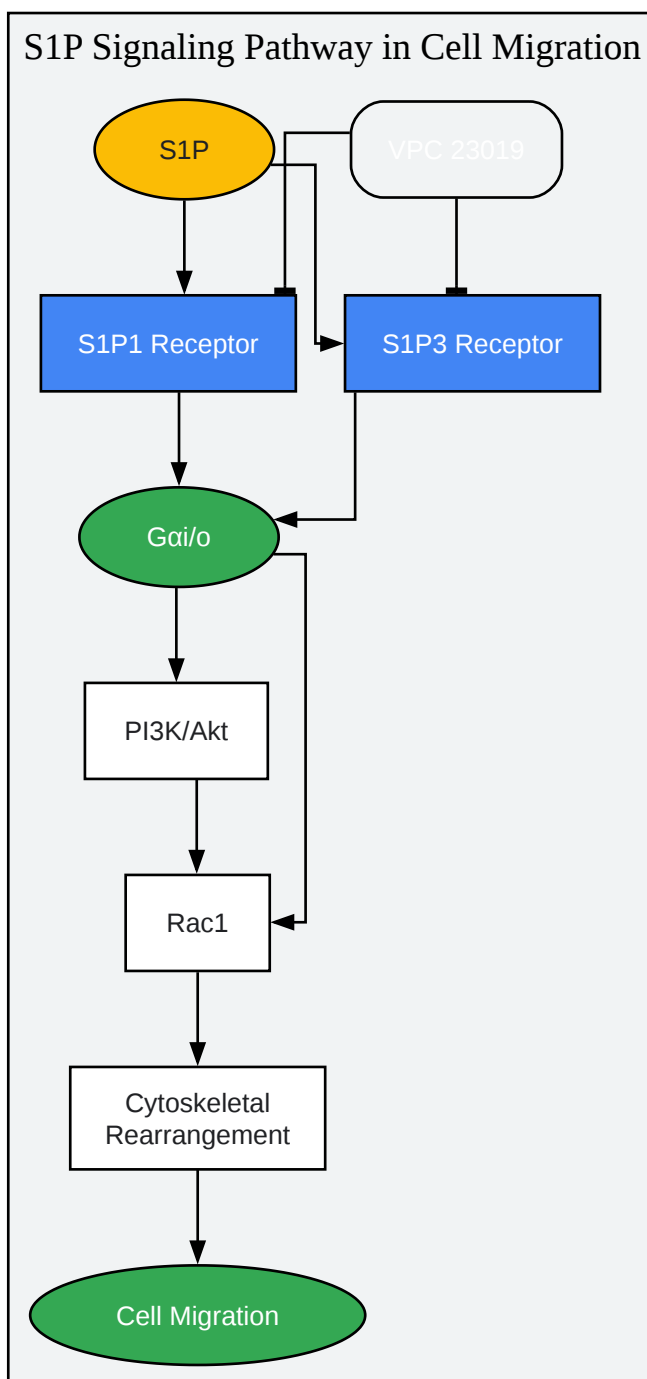 S1P Signaling Pathway in Cell Migration
S1P
VPC 23019
S1P1 Receptor
S1P3 Receptor
Gαi/o
PI3K/Akt
Rac1
Cytoskeletal
Rearrangement
Cell Migration